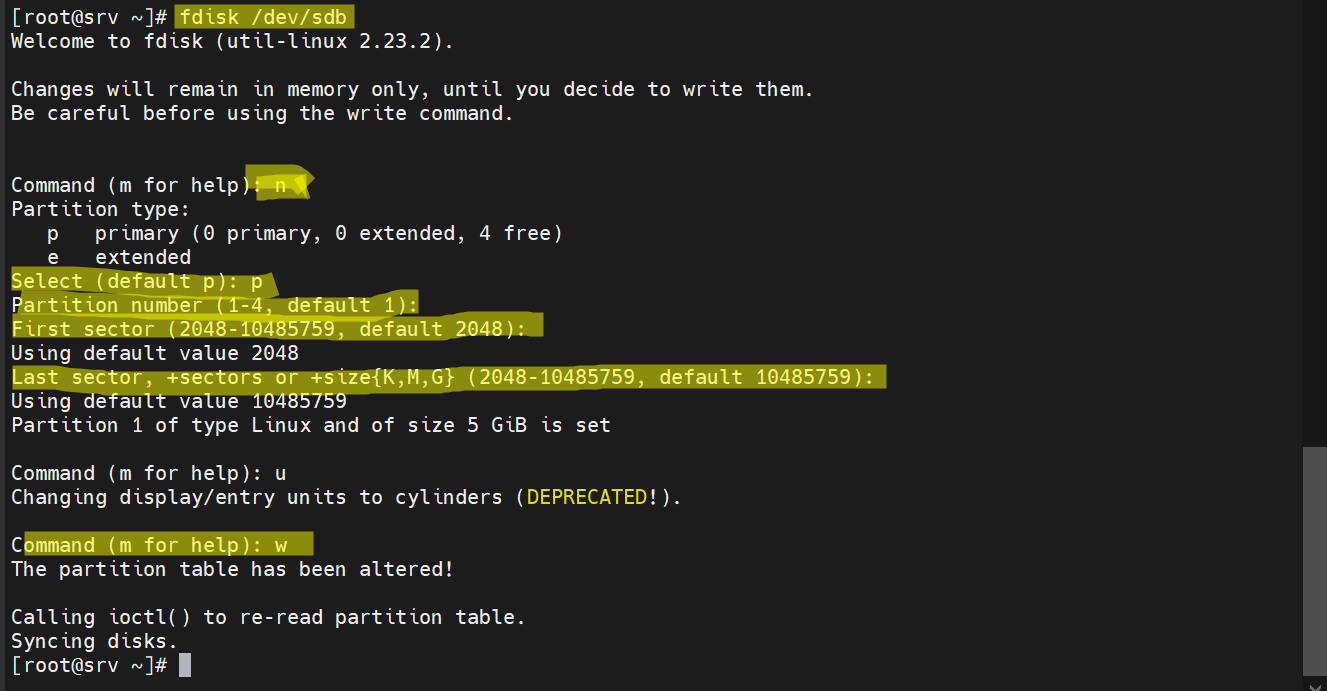 [root@srv ~]# fdisk /dev/sdb
Welcome to fdisk (util-linux 2.23.2).
Changes will remain in memory only, until you decide to write them.
Be careful before using the write command.
Command (m for help): n
Partition type:
   p   primary (0 primary, 0 extended, 4 free)
   e   extended
Select (default p): p
Partition number (1-4, default 1):
First sector (2048-10485759, default 2048):
Using default value 2048
Last sector, +sectors or +size{K,M,G} (2048-10485759, default 10485759):
Using default value 10485759
Partition 1 of type Linux and of size 5 GiB is set
Command (m for help): u
Changing display/entry units to cylinders (DEPRECATED!).
Command (m for help): w
The partition table has been altered!
Calling ioctl() to re-read partition table.
Syncing disks.
[root@srv ~]#